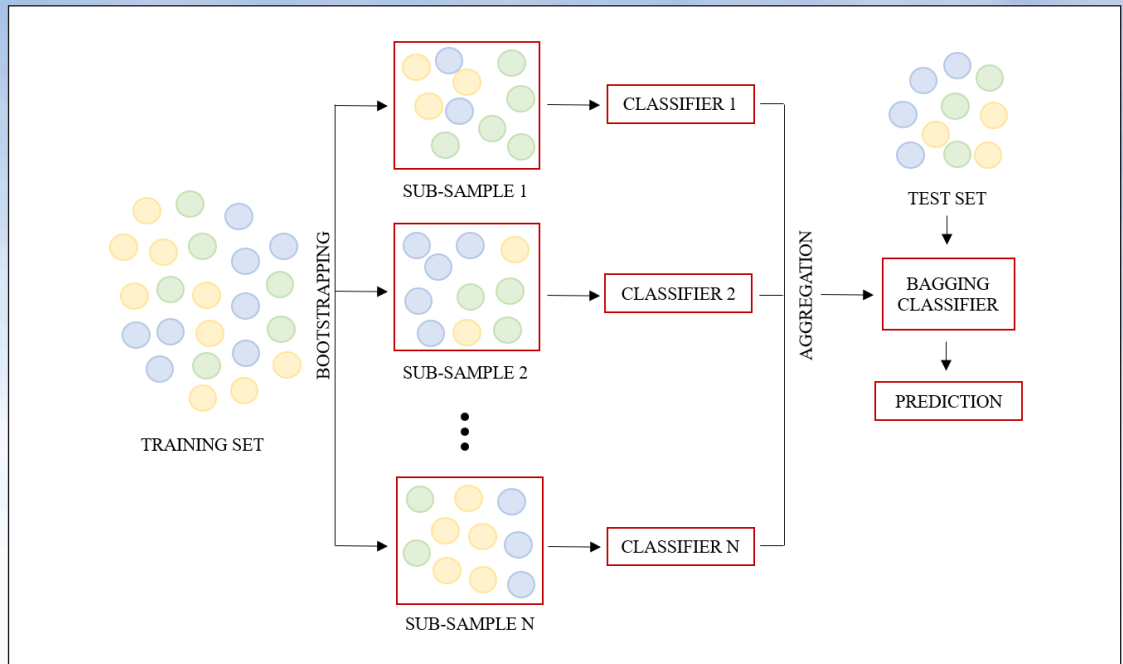 TRAINING SET
BOOTSTRAPPING
SUB-SAMPLE 1
SUB-SAMPLE 2
SUB-SAMPLE N
CLASSIFIER 1
CLASSIFIER 2
CLASSIFIER N
AGGREGATION
TEST SET
BAGGING
CLASSIFIER
PREDICTION